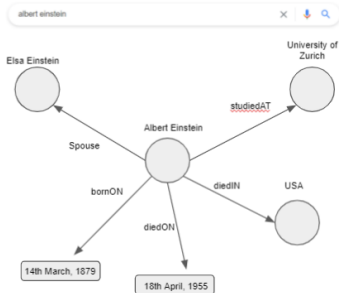 albert einstein
University of
Zurich
Elsa Einstein
studiedAT
Albert Einstein
Spouse
bornON
diedIN
USA
diedON
14th March, 1879
18th April, 1955